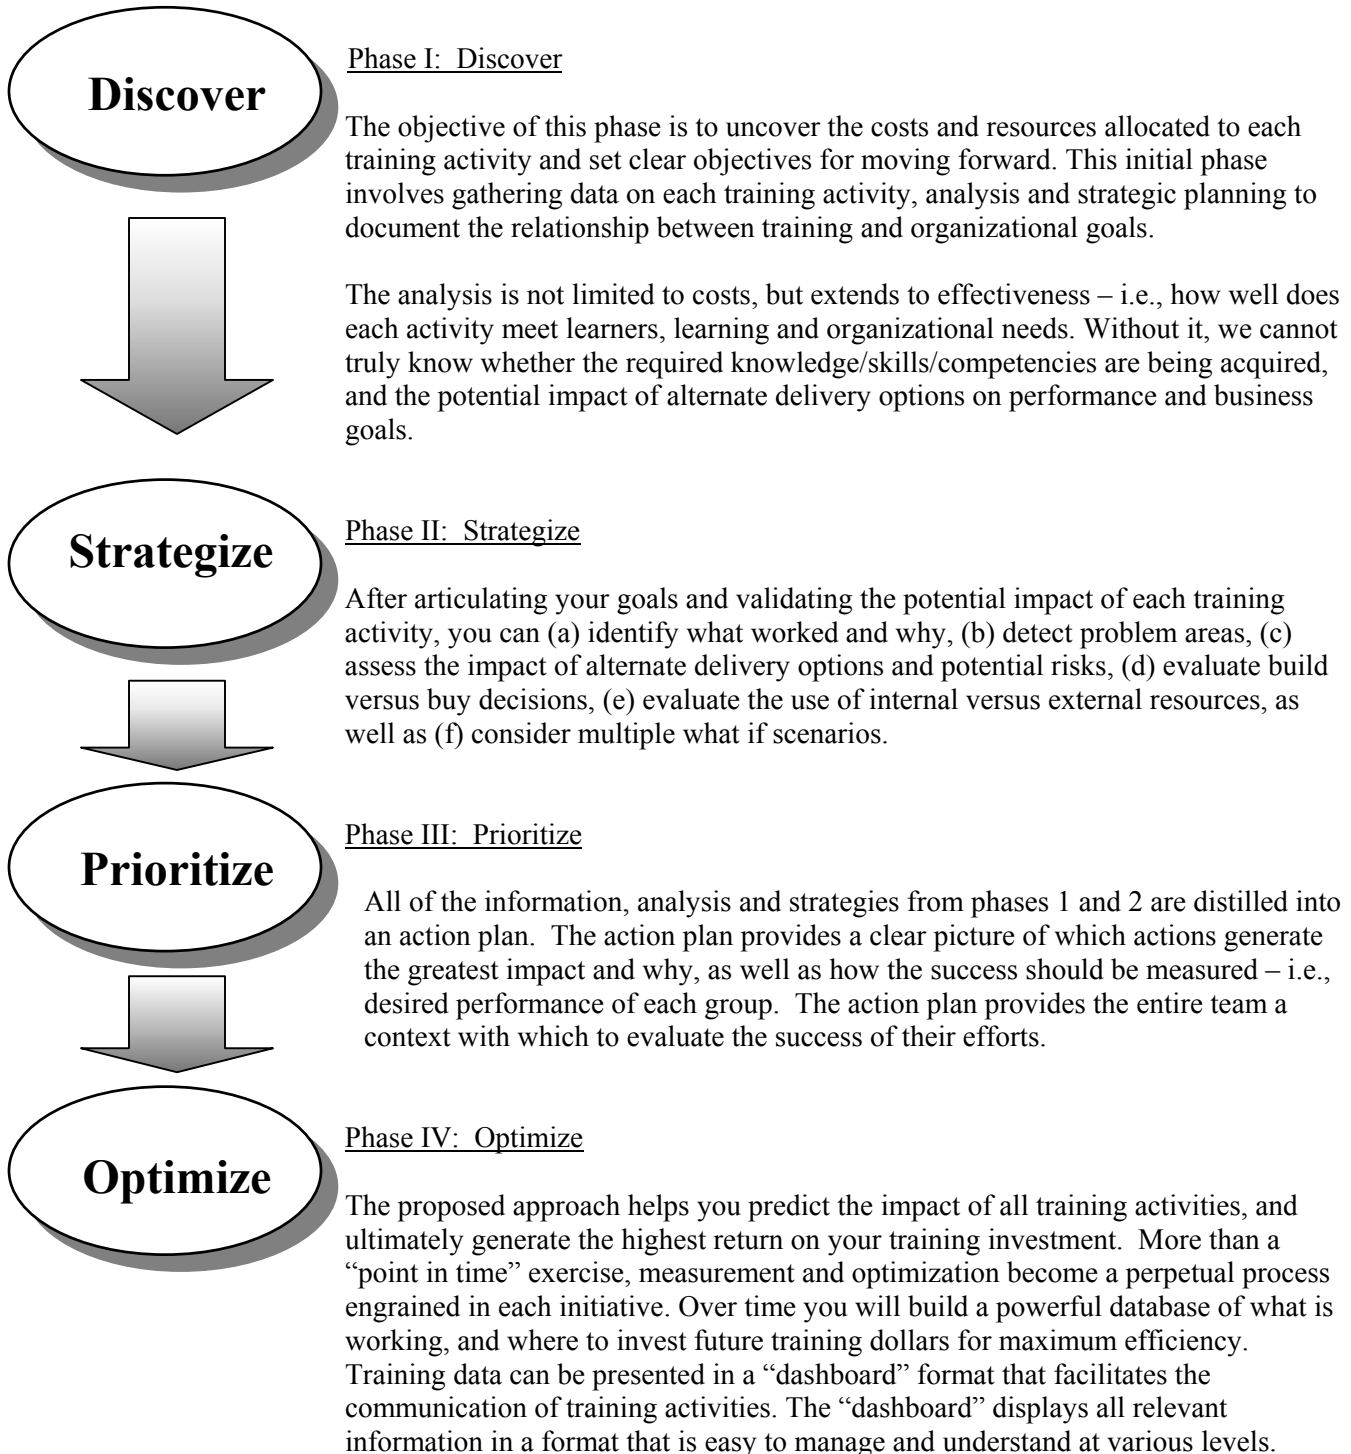 Discover
Phase I:  Discover
The objective of this phase is to uncover the costs and resources allocated to each
training activity and set clear objectives for moving forward. This initial phase
involves gathering data on each training activity, analysis and strategic planning to
document the relationship between training and organizational goals.
The analysis is not limited to costs, but extends to effectiveness – i.e., how well does
each activity meet learners, learning and organizational needs. Without it, we cannot
truly know whether the required knowledge/skills/competencies are being acquired,
and the potential impact of alternate delivery options on performance and business
goals.
Strategize
Phase II:  Strategize
After articulating your goals and validating the potential impact of each training
activity, you can (a) identify what worked and why, (b) detect problem areas, (c)
assess the impact of alternate delivery options and potential risks, (d) evaluate build
versus buy decisions, (e) evaluate the use of internal versus external resources, as
well as (f) consider multiple what if scenarios.
Prioritize
Phase III:  Prioritize
All of the information, analysis and strategies from phases 1 and 2 are distilled into
an action plan.  The action plan provides a clear picture of which actions generate
the greatest impact and why, as well as how the success should be measured – i.e.,
desired performance of each group.  The action plan provides the entire team a
context with which to evaluate the success of their efforts.
Optimize
Phase IV:  Optimize
The proposed approach helps you predict the impact of all training activities, and
ultimately generate the highest return on your training investment.  More than a
“point in time” exercise, measurement and optimization become a perpetual process
engrained in each initiative. Over time you will build a powerful database of what is
working, and where to invest future training dollars for maximum efficiency.
Training data can be presented in a “dashboard” format that facilitates the
communication of training activities. The “dashboard” displays all relevant
information in a format that is easy to manage and understand at various levels.